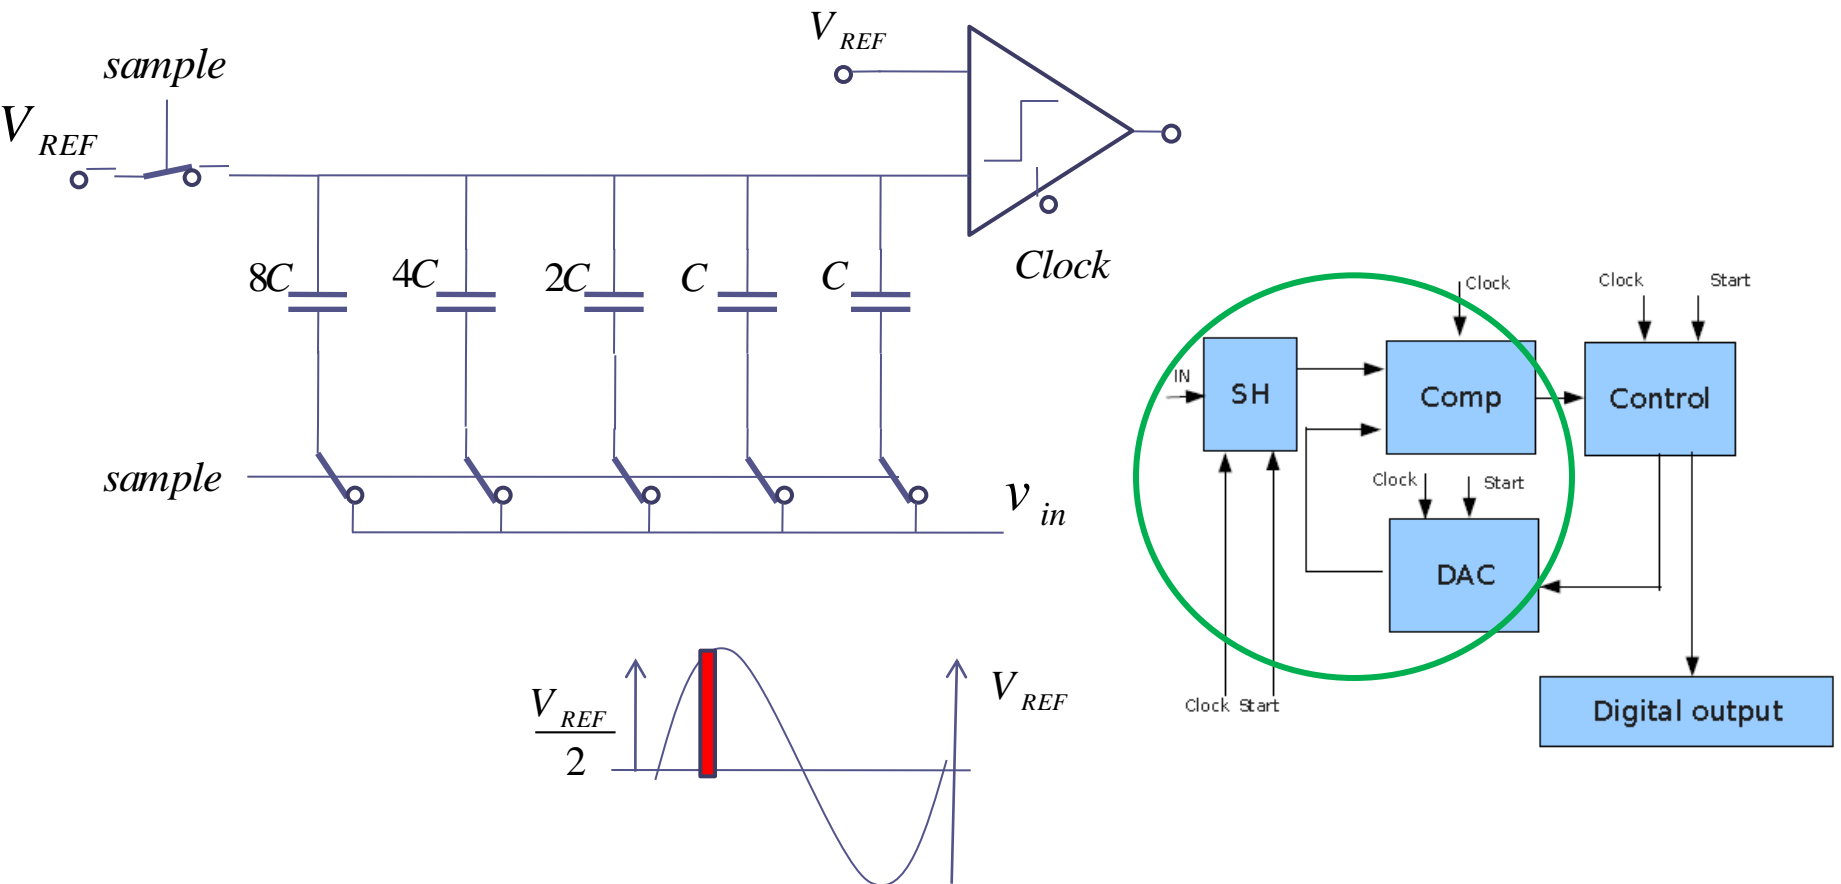 V REF
sample
V REF
8C
4C
2C
C
C
Clock
sample
v in
V REF
2
V REF
Clock
Clock
Start
IN
SH
Comp
Control
Clock
Start
DAC
Clock
Start
Digital output